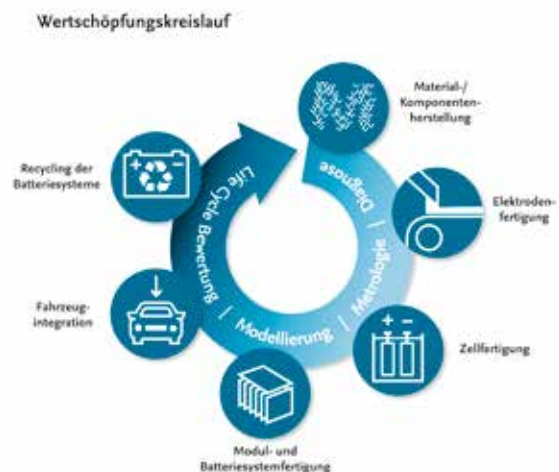 Wertschöpfungskreislauf
Material-/
Komponenten-
herstellung
Elektroden-
fertigung
+ −
Zellfertigung
Modul- und
Batteriesystemfertigung
Fahrzeug-
integration
+ −
Recycling der
Batteriesysteme
Diagnose | Metrologie | Modellierung | Life Cycle Bewertung